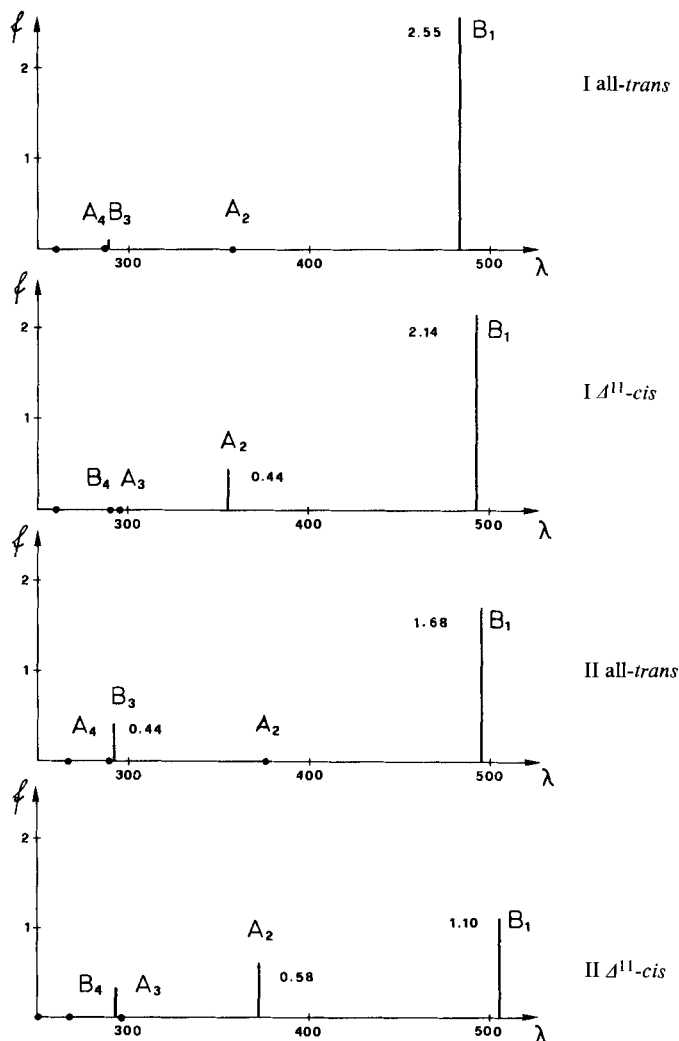 f
2
2.55
B₁
I all-trans
1
A₄ B₃
A₂
300
400
500
λ
f
2
2.14
B₁
I Δ¹¹-cis
1
A₂
B₄ A₃
0.44
300
400
500
λ
f
2
1.68
B₁
II all-trans
1
B₃
A₄
0.44
A₂
300
400
500
λ
f
2
1
A₂
1.10
B₁
B₄
A₃
0.58
II Δ¹¹-cis
300
400
500
λ